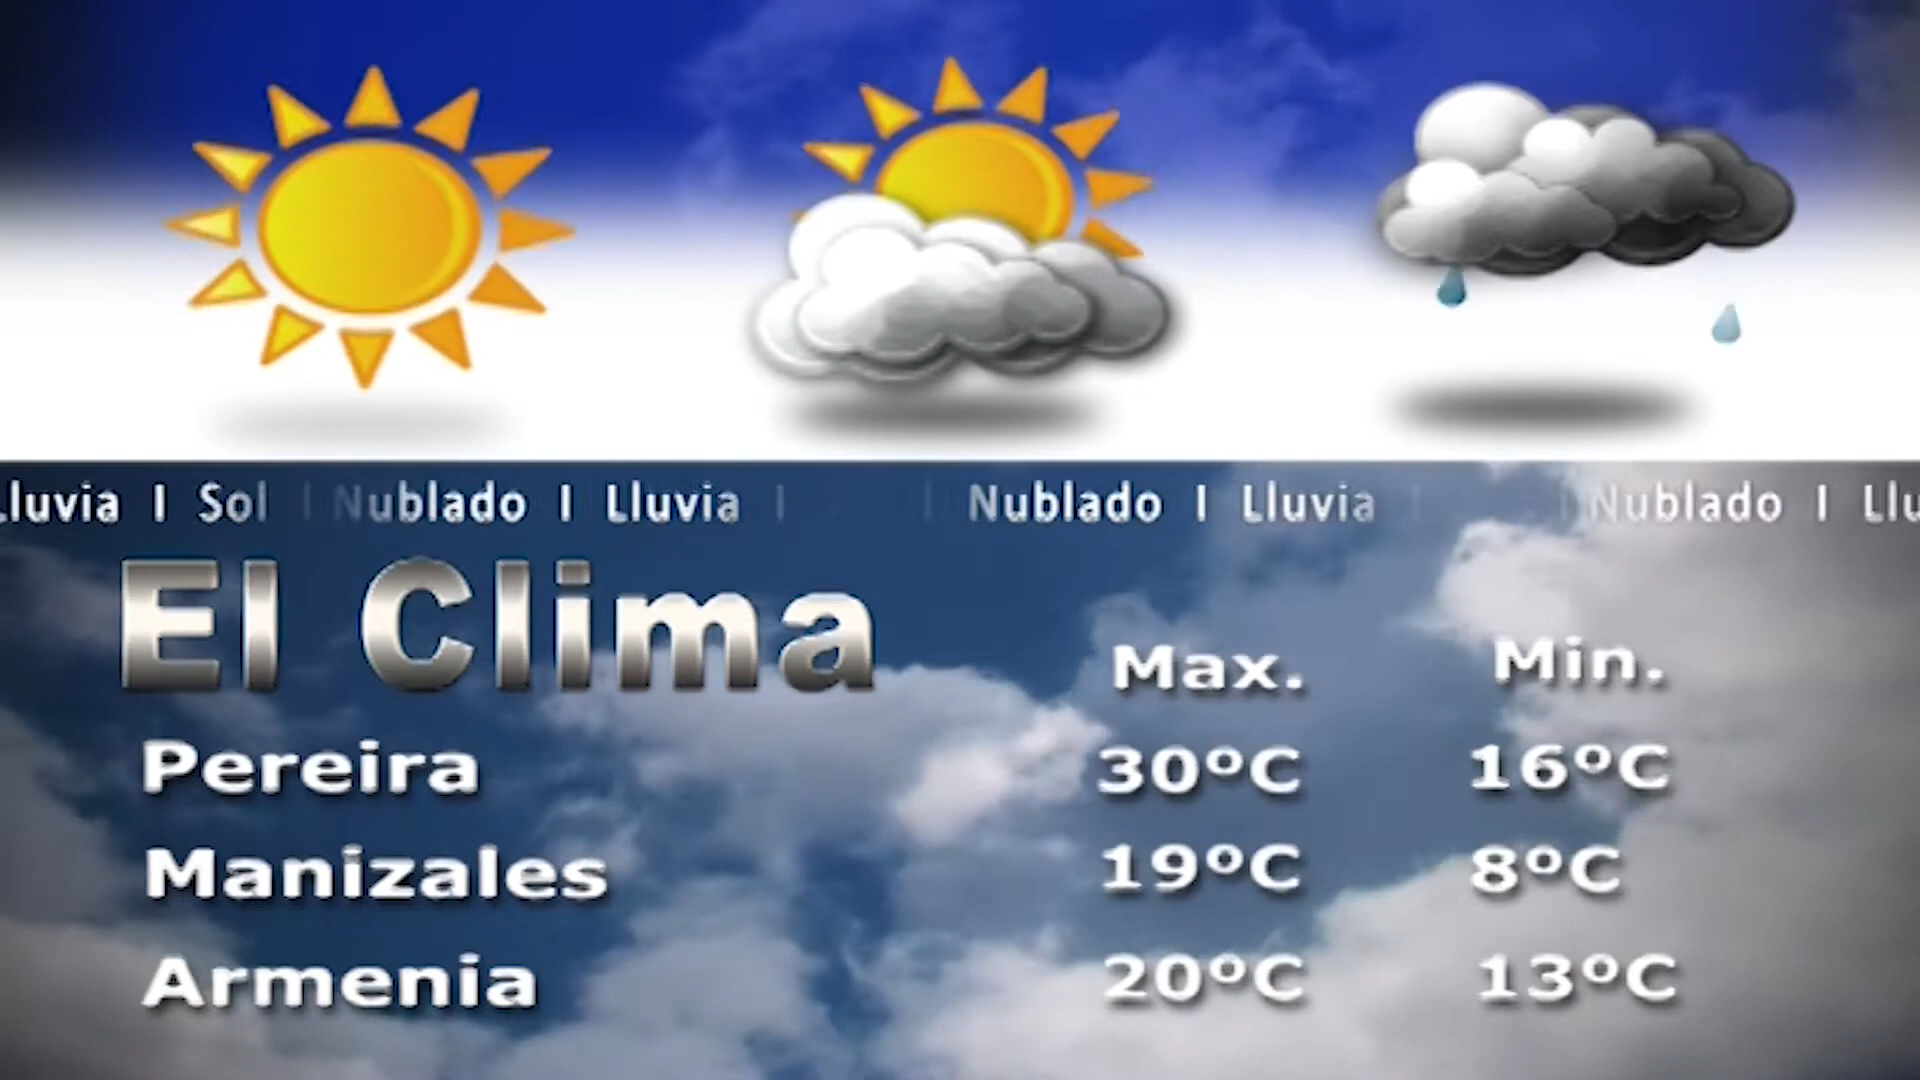 Lluvia I Sol I Nublado I Lluvia I I Nublado I Lluvia I I Nublado I Llu
El Clima
Max. Min.
Pereira 30ºC 16ºC
Manizales 19ºC 8ºC
Armenia 20ºC 13ºC